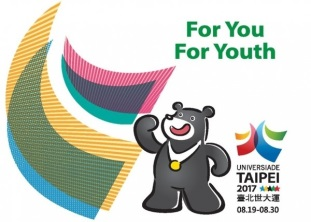 For You
For Youth
UNIVERSIADE
TAIPEI
2017
臺北世大運
08.19-08.30